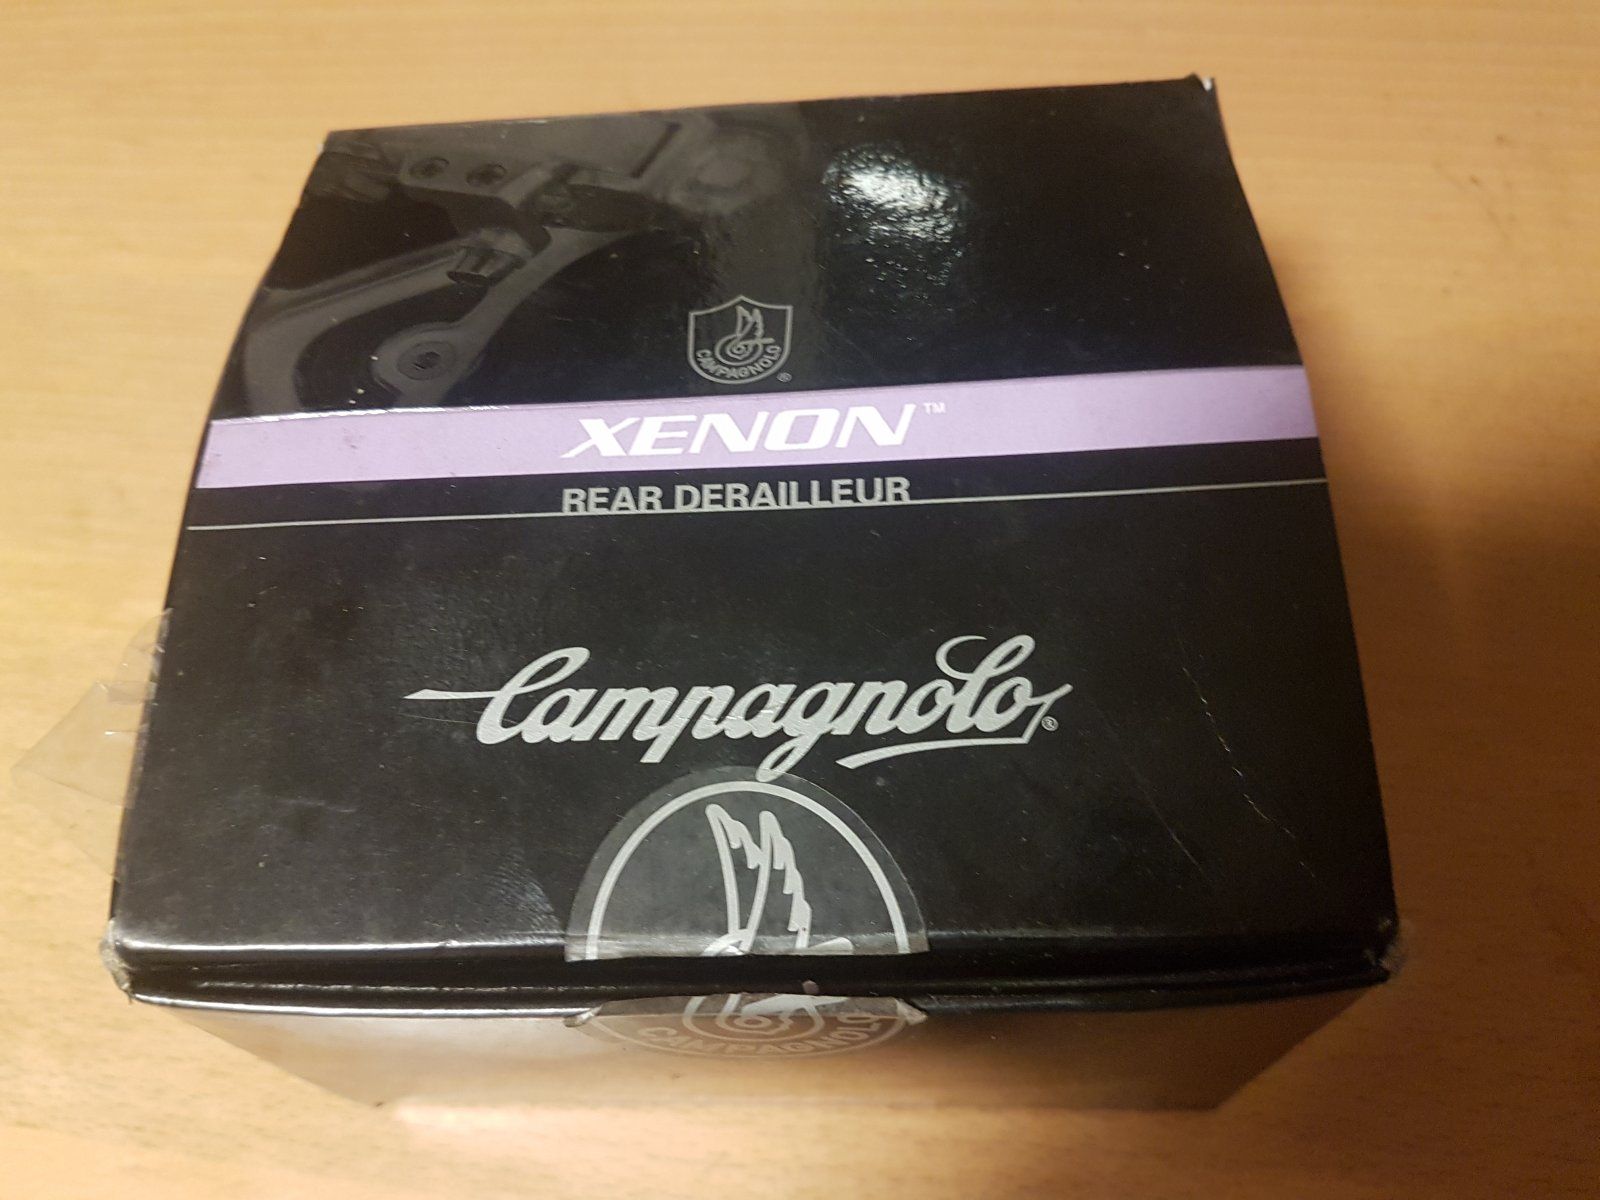 CAMPAGNOLO
®
XENON™
REAR DERAILLEUR
Campagnolo®
CAMPAGNOLO